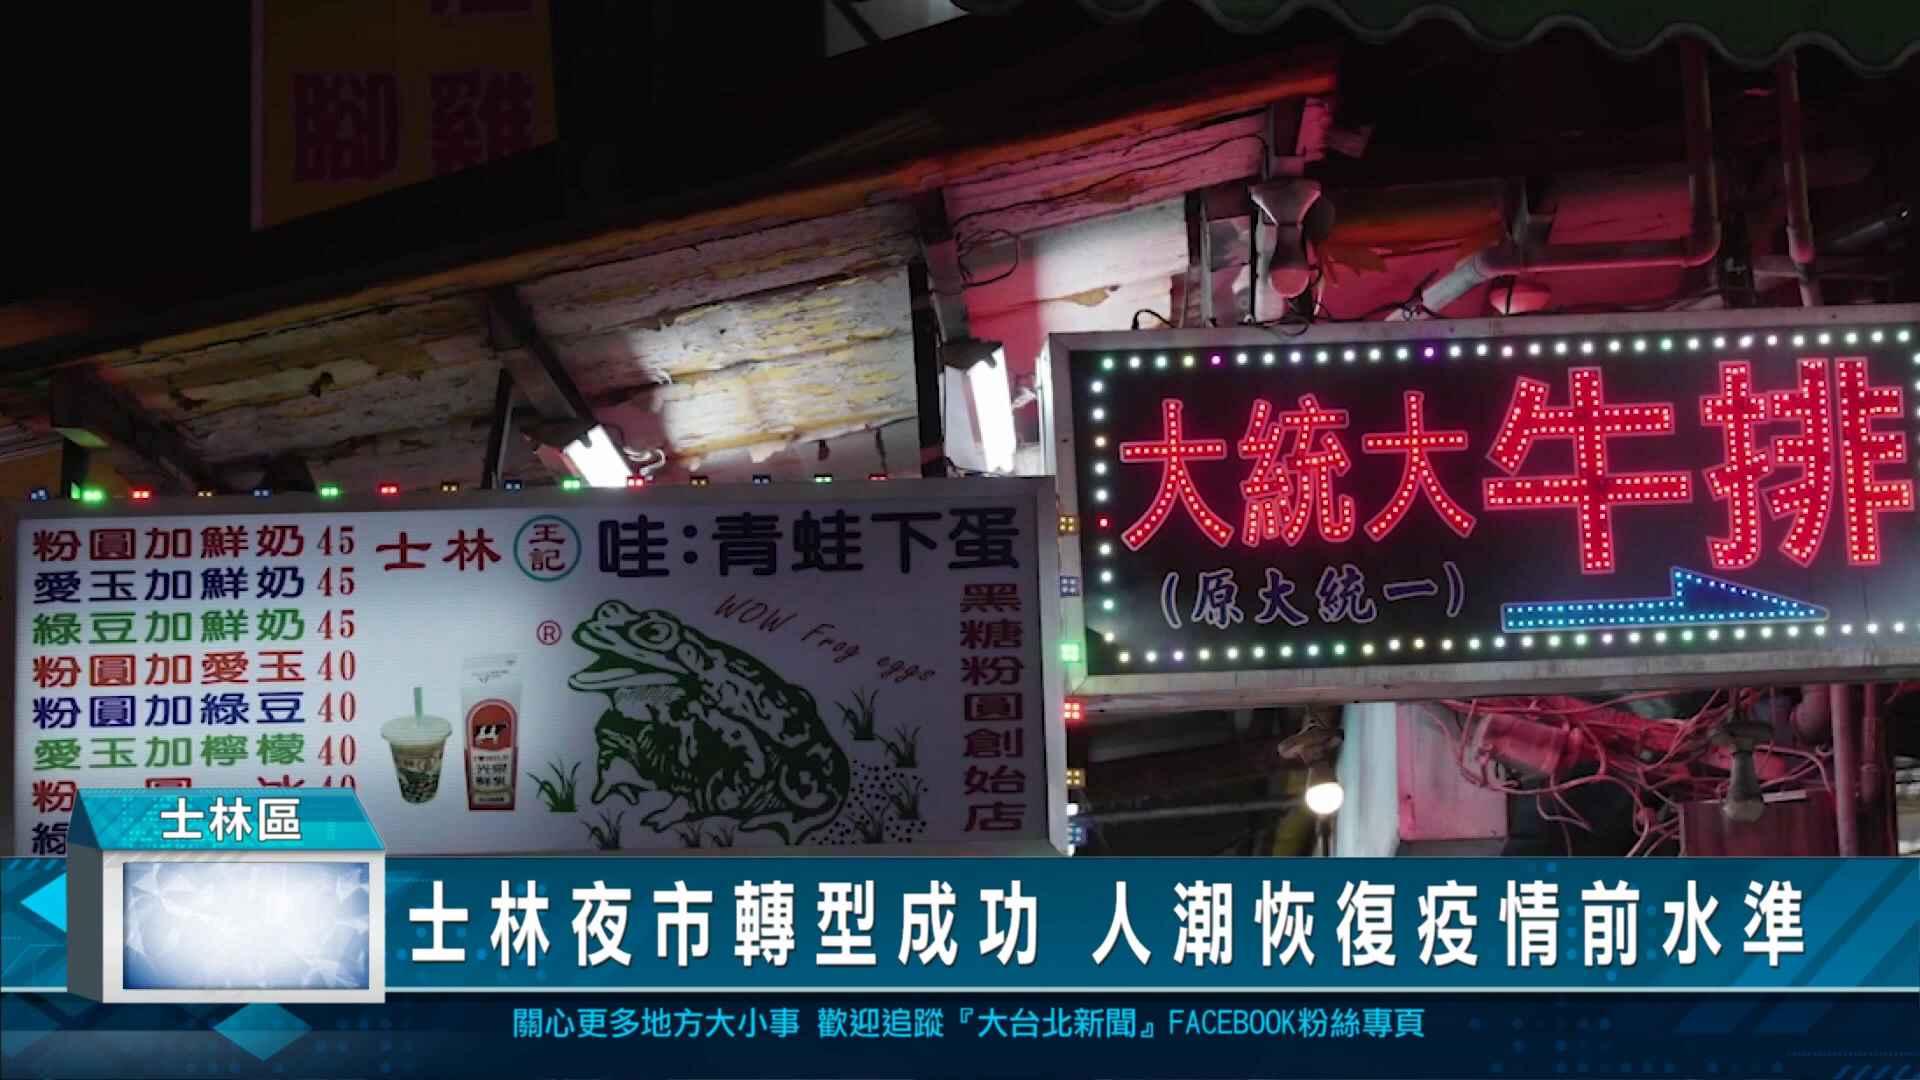 腳 雞
粉圓加鮮奶 45
愛玉加鮮奶 45
綠豆加鮮奶 45
粉圓加愛玉 40
粉圓加綠豆 40
愛玉加檸檬 40
士林 王記 哇:青蛙下蛋
®
WOW Frog eggs
黑糖粉圓創始店
光泉
鮮乳
大統大牛排
(原大統一)
士林區
士林夜市轉型成功 人潮恢復疫情前水準
關心更多地方大小事 歡迎追蹤『大台北新聞』FACEBOOK粉絲專頁